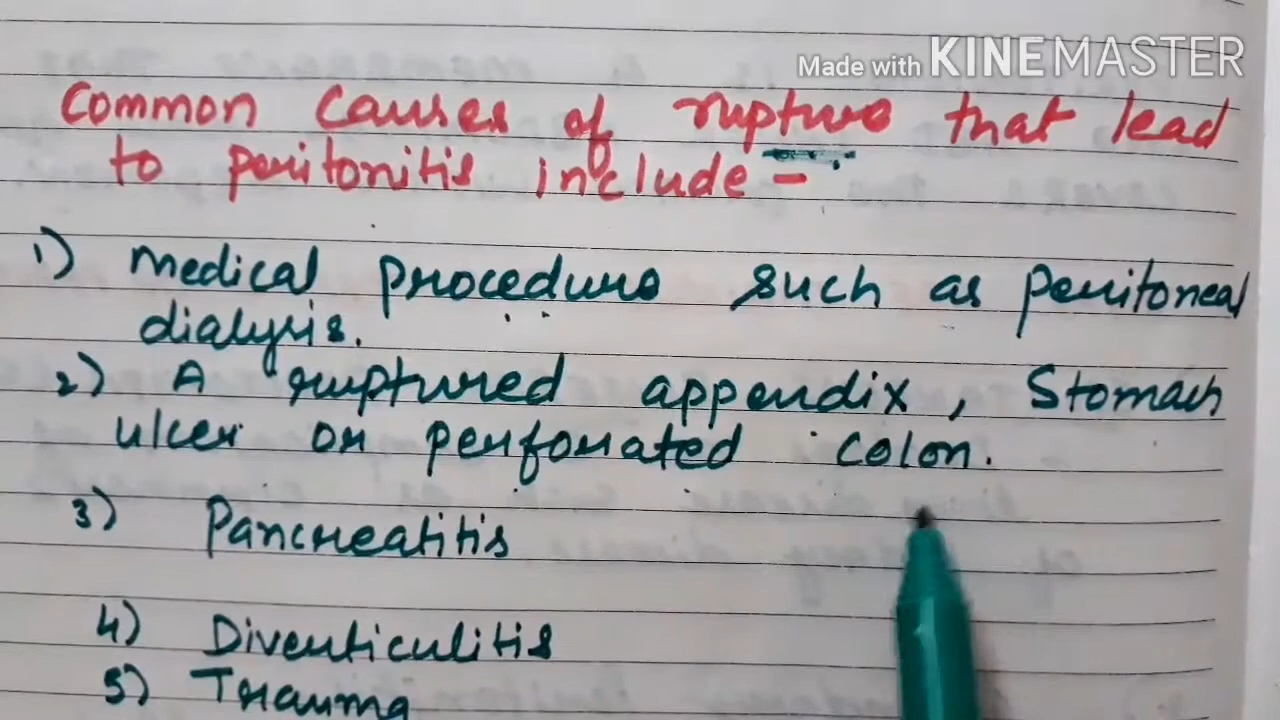 Made with KINEMASTER
Common causes of rupture that lead
to peritonitis include -
1) Medical procedure such as peritoneal
dialysis.
2) A ruptured appendix, Stomach
ulcer or perforated colon.
3) Pancreatitis
4) Diverticulitis
5) Trauma